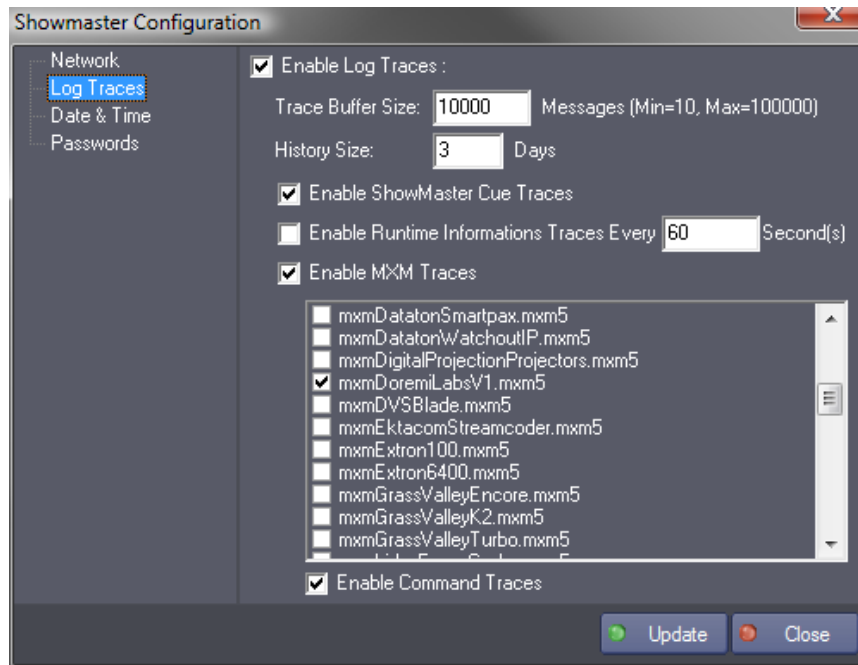 Showmaster Configuration
Network
Log Traces
Date & Time
Passwords
Enable Log Traces :
Trace Buffer Size: 10000 Messages (Min=10, Max=100000)
History Size: 3 Days
Enable ShowMaster Cue Traces
Enable Runtime Informations Traces Every 60 Second(s)
Enable MXM Traces
mxmDatatonSmartpax.mxm5
mxmDatatonWatchoutIP.mxm5
mxmDigitalProjectionProjectors.mxm5
mxmDoremiLabsV1.mxm5
mxmDVSBlade.mxm5
mxmEktacomStreamcoder.mxm5
mxmExtron100.mxm5
mxmExtron6400.mxm5
mxmGrassValleyEncore.mxm5
mxmGrassValleyK2.mxm5
mxmGrassValleyTurbo.mxm5
Enable Command Traces
Update
Close